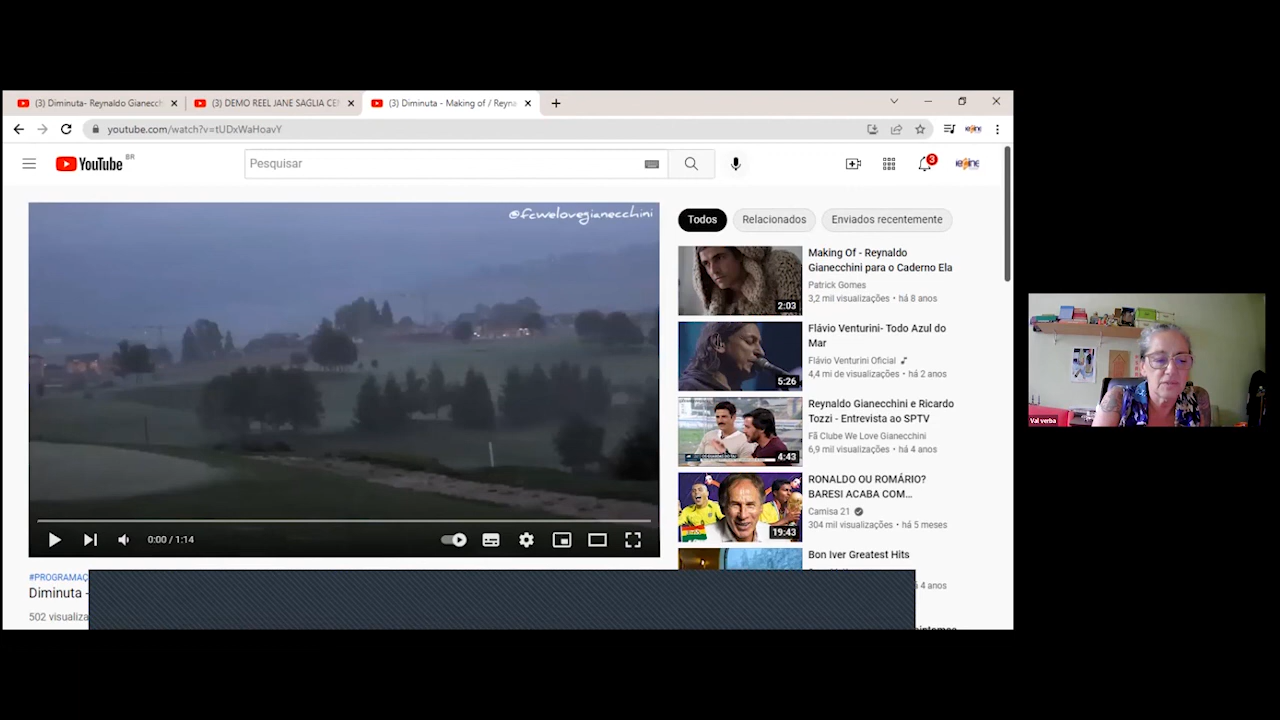 (3) Diminuta- Reynaldo Gianecch
(3) DEMO REEL JANE SAGLIA CE
(3) Diminuta - Making of / Reyna
youtube.com/watch?v=tUDxWaHoavY
YouTube BR
Pesquisar
3
@fcwelovegianecchini
Todos
Relacionados
Enviados recentemente
Making Of - Reynaldo
Gianecchini para o Caderno Ela
Patrick Gomes
3,2 mil visualizações • há 8 anos
2:03
Flávio Venturini- Todo Azul do
Mar
Flávio Venturini Oficial
4,4 mi de visualizações • há 2 anos
5:26
Reynaldo Gianecchini e Ricardo
Tozzi - Entrevista ao SPTV
Fã Clube We Love Gianecchini
6,9 mil visualizações • há 4 anos
4:43
RONALDO OU ROMÁRIO?
BARESI ACABA COM...
Camisa 21
304 mil visualizações • há 5 meses
19:43
Bon Iver Greatest Hits
4 anos
0:00 / 1:14
#PROGRAMAÇ
Diminuta -
502 visualiza
Val verba